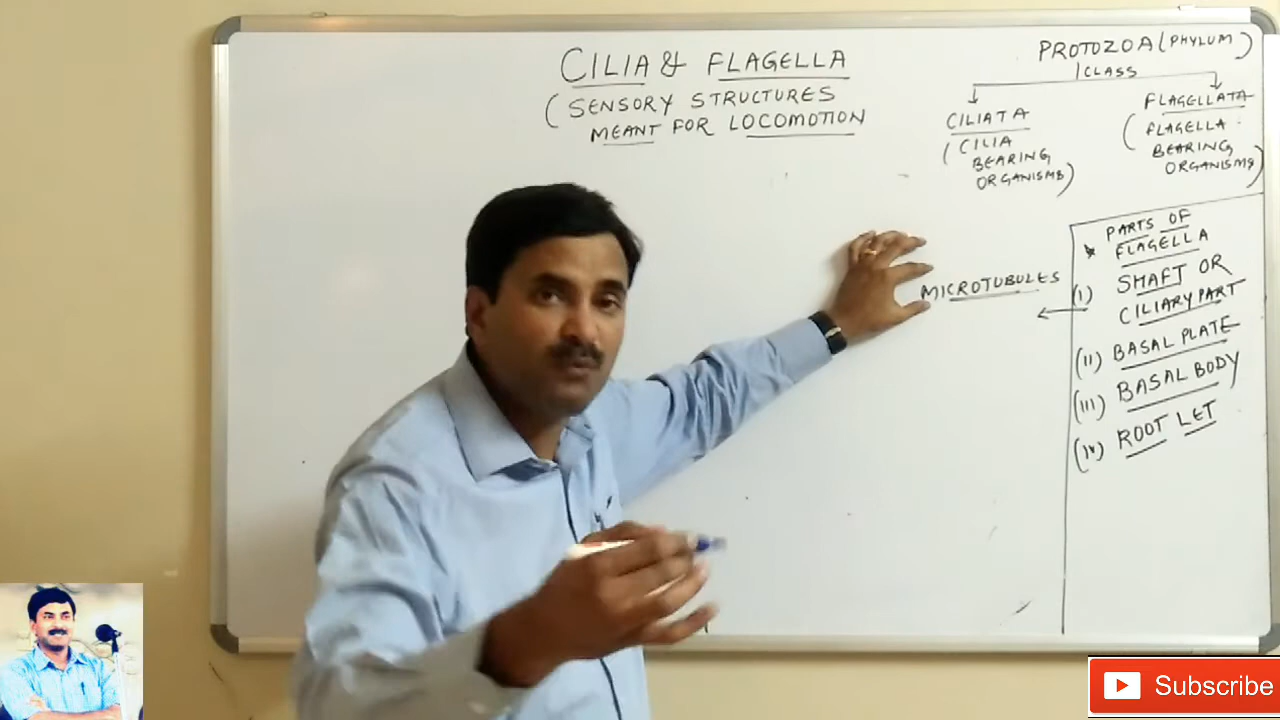 CILIA & FLAGELLA
(SENSORY STRUCTURES
MEANT FOR LOCOMOTION
PROTOZOA (PHYLUM)
CLASS
CILIATA
(CILIA
BEARING
ORGANISMS)
FLAGELLATA
(FLAGELLA-
BEARING
ORGANISMS)
PARTS OF
FLAGELLA
(I) SHAFT OR
CILIARY PART
MICROTUBULES
(II) BASAL PLATE
(III) BASAL BODY
(IV) ROOT LET
Subscribe